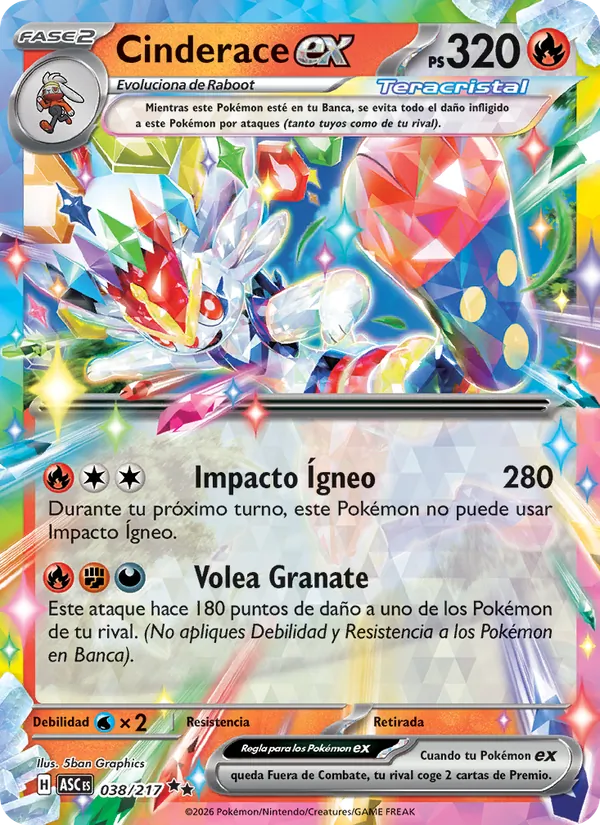 FASE 2
Cinderace ex
PS 320
Evoluciona de Raboot
Teracristal
Mientras este Pokémon esté en tu Banca, se evita todo el daño infligido
a este Pokémon por ataques (tanto tuyos como de tu rival).
Impacto Ígneo 280
Durante tu próximo turno, este Pokémon no puede usar
Impacto Ígneo.
Volea Granate
Este ataque hace 180 puntos de daño a uno de los Pokémon
de tu rival. (No apliques Debilidad y Resistencia a los Pokémon
en Banca).
Debilidad × 2 Resistencia Retirada
Ilus. 5ban Graphics
Regla para los Pokémon ex
Cuando tu Pokémon ex
queda Fuera de Combate, tu rival coge 2 cartas de Premio.
H ASC ES 038/217
©2026 Pokémon/Nintendo/Creatures/GAME FREAK